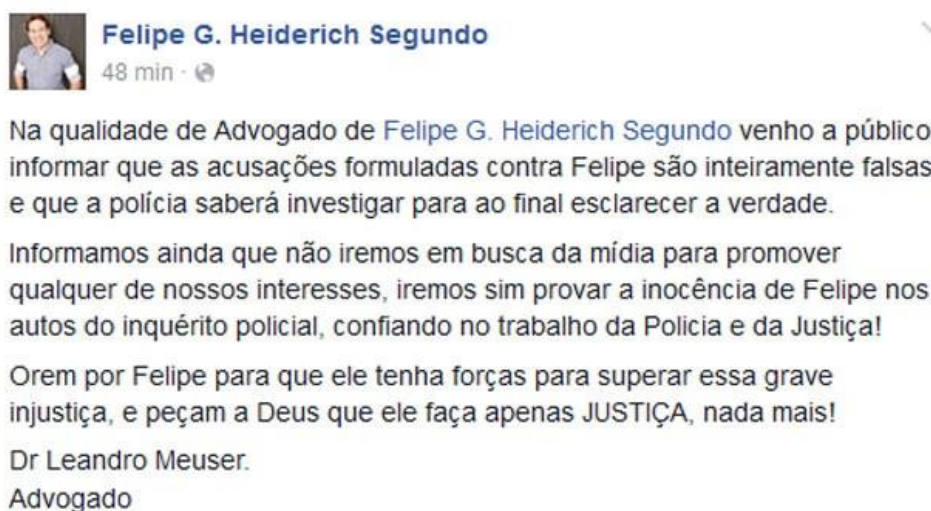 Felipe G. Heiderich Segundo
48 min ·
Na qualidade de Advogado de Felipe G. Heiderich Segundo venho a público
informar que as acusações formuladas contra Felipe são inteiramente falsas
e que a polícia saberá investigar para ao final esclarecer a verdade.
Informamos ainda que não iremos em busca da mídia para promover
qualquer de nossos interesses, iremos sim provar a inocência de Felipe nos
autos do inquérito policial, confiando no trabalho da Policia e da Justiça!
Orem por Felipe para que ele tenha forças para superar essa grave
injustiça, e peçam a Deus que ele faça apenas JUSTIÇA, nada mais!
Dr Leandro Meuser.
Advogado